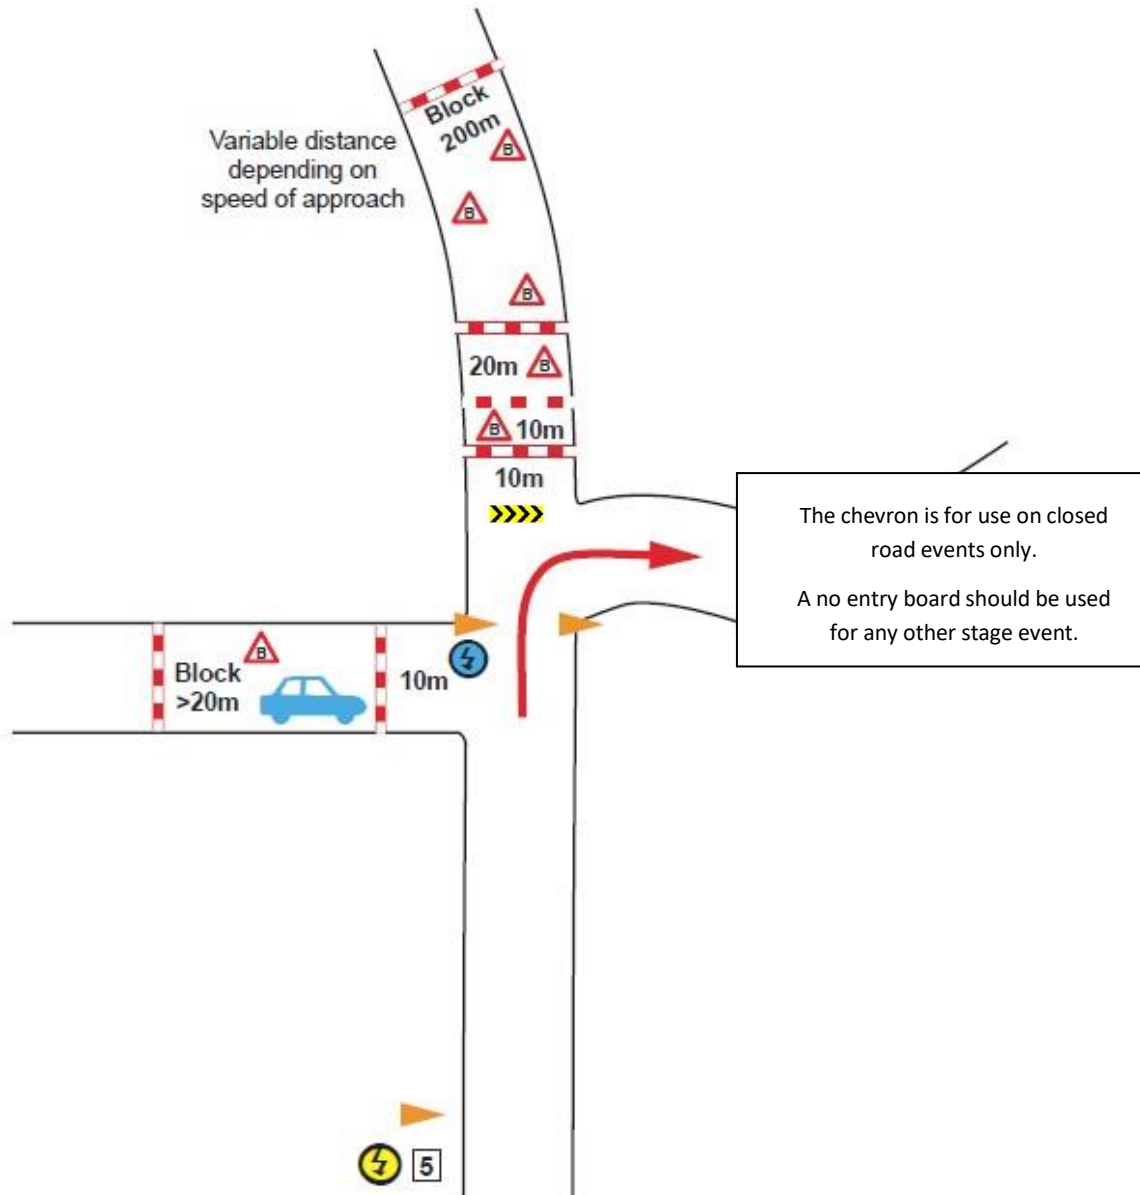 Block
200m
B
Variable distance
depending on
speed of approach
B
B
20m B
B 10m
10m
The chevron is for use on closed
road events only.
A no entry board should be used
for any other stage event.
B
Block
>20m
10m
5